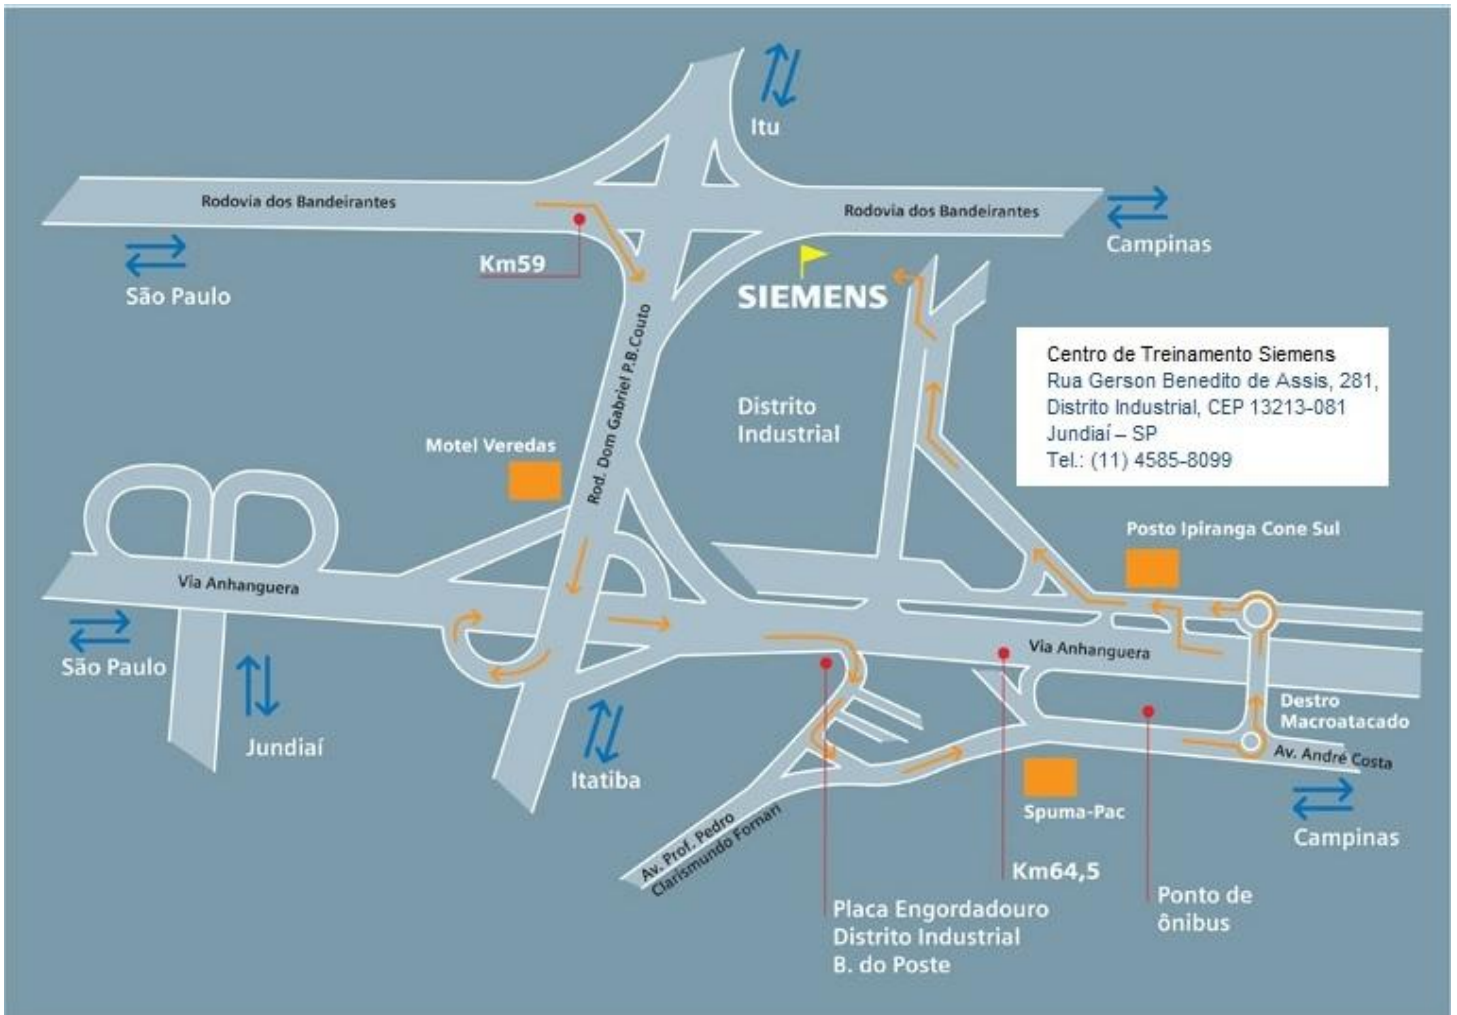 Itu
Rodovia dos Bandeirantes
Rodovia dos Bandeirantes
Campinas
Km59
São Paulo
SIEMENS
Rod. Dom Gabriel P.B.Couto
Centro de Treinamento Siemens
Rua Gerson Benedito de Assis, 281,
Distrito Industrial, CEP 13213-081
Jundiaí – SP
Tel.: (11) 4585-8099
Distrito
Industrial
Motel Veredas
Posto Ipiranga Cone Sul
Via Anhanguera
Via Anhanguera
São Paulo
Jundiaí
Itatiba
Destro
Macroatacado
Av. André Costa
Campinas
Spuma-Pac
Av. Prof. Pedro
Clarismundo Fornari
Km64,5
Placa Engordadouro
Distrito Industrial
B. do Poste
Ponto de
ônibus